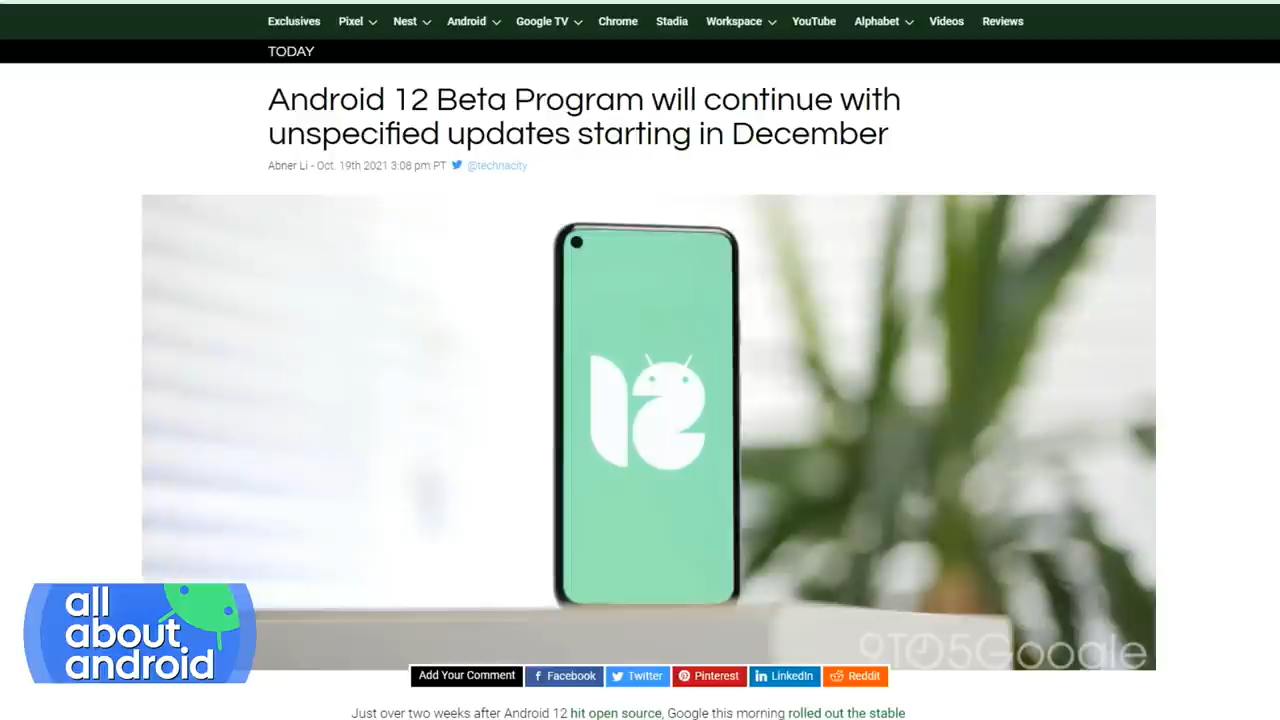 Exclusives Pixel Nest Android Google TV Chrome Stadia Workspace YouTube Alphabet Videos Reviews
TODAY
Android 12 Beta Program will continue with
unspecified updates starting in December
Abner Li - Oct. 19th 2021 3:08 pm PT @technacity
12
9TO5Google
all
about
android
Add Your Comment Facebook Twitter Pinterest LinkedIn Reddit
Just over two weeks after Android 12 hit open source, Google this morning rolled out the stable